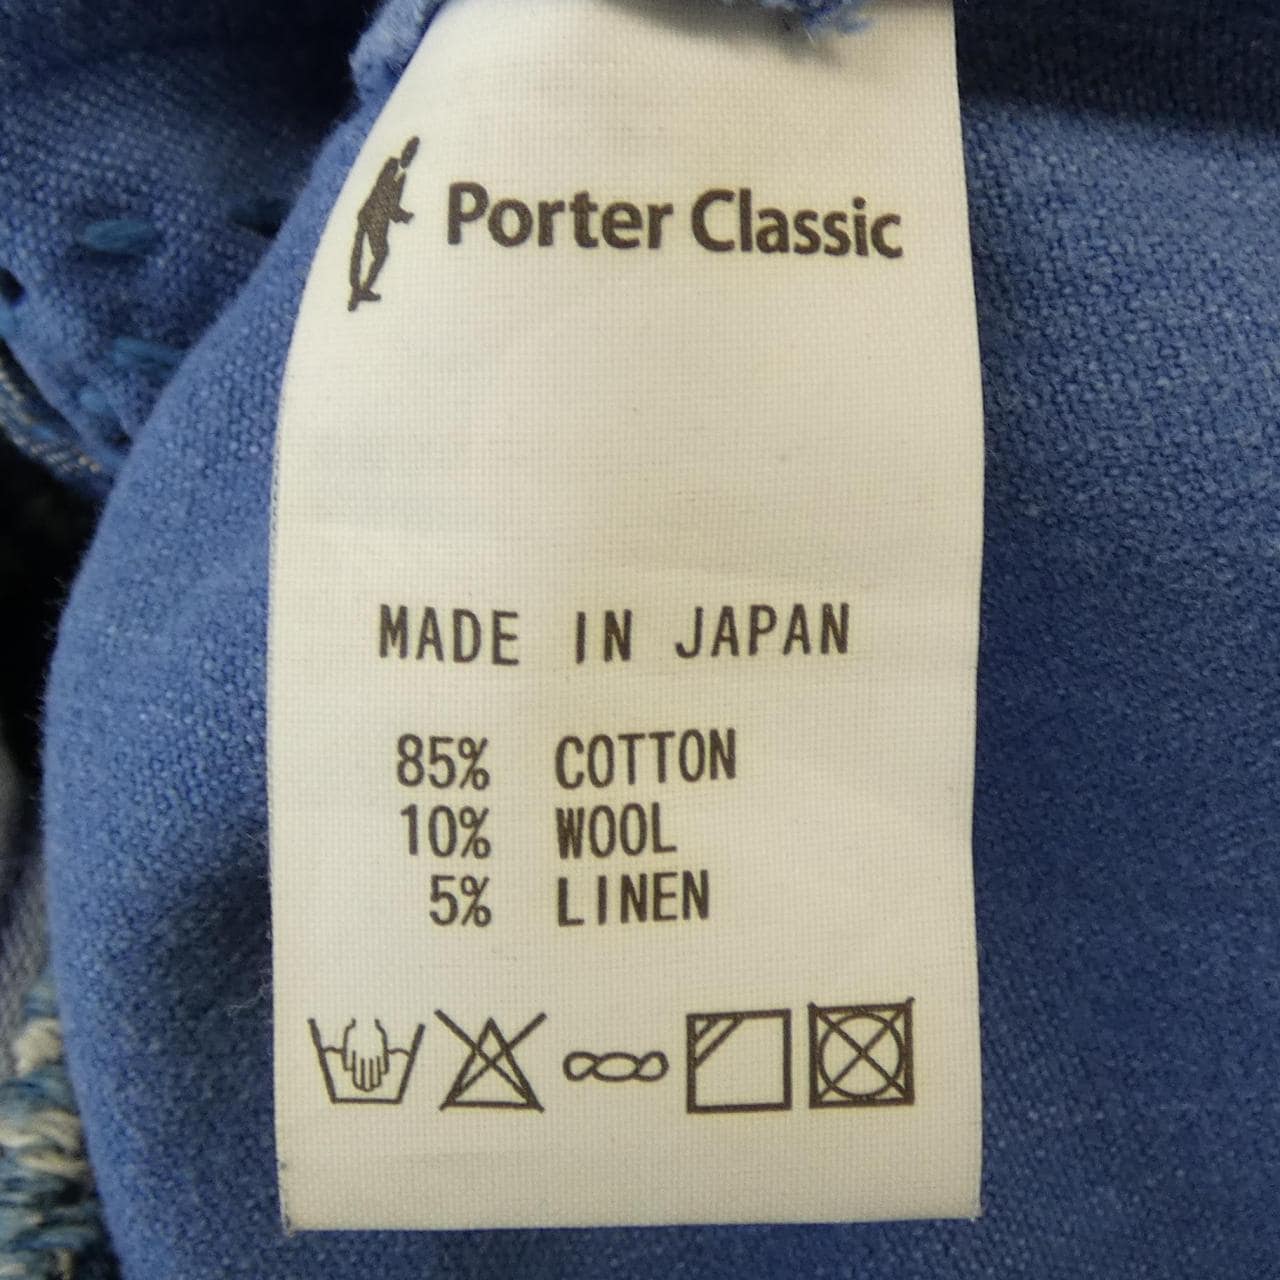 Porter Classic
MADE IN JAPAN
85% COTTON
10% WOOL
5% LINEN